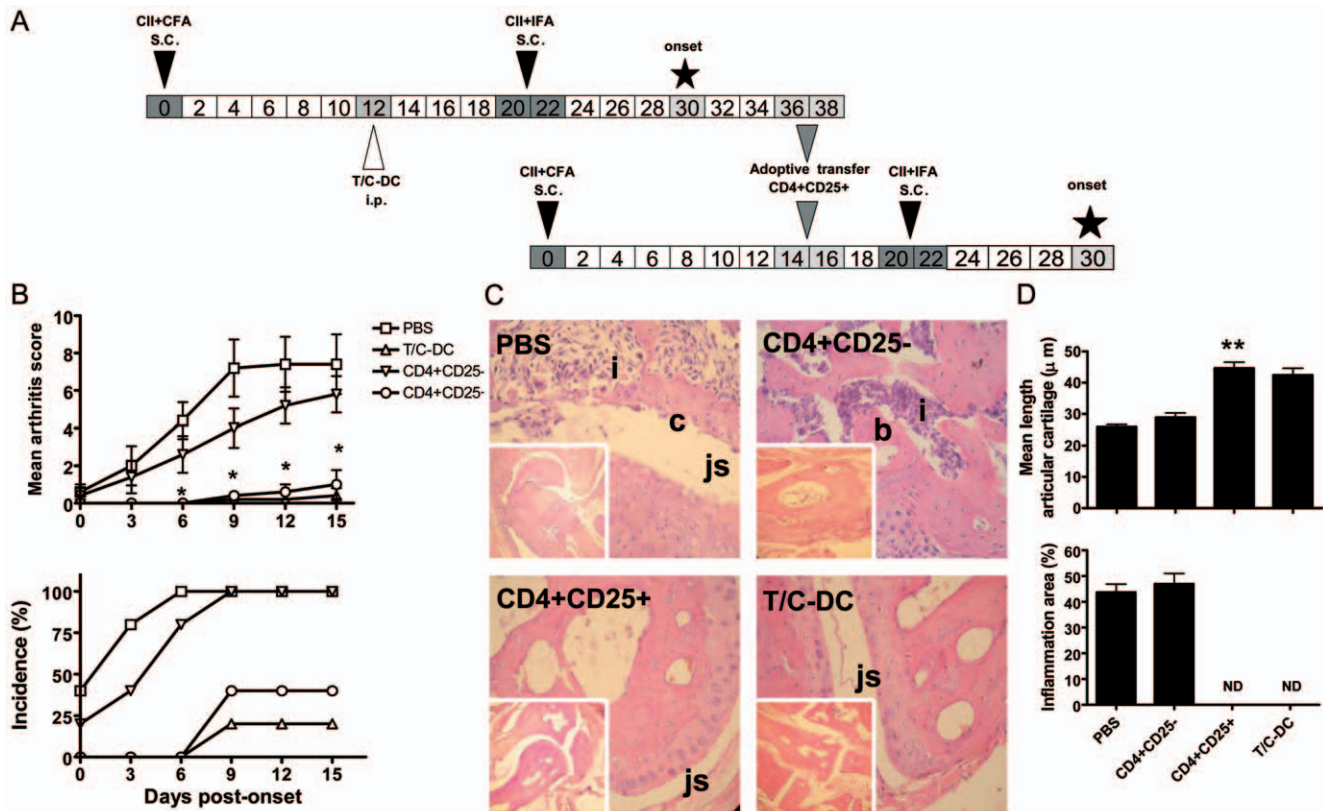 A
CII+CFA
S.C.
CII+IFA
S.C.
onset
0 2 4 6 8 10 12 14 16 18 20 22 24 26 28 30 32 34 36 38
T/C-DC
i.p.
CII+CFA
S.C.
Adoptive transfer
CD4+CD25+
CII+IFA
S.C.
onset
0 2 4 6 8 10 12 14 16 18 20 22 24 26 28 30
B
Mean arthritis score
10
8
6
4
2
0
* * * *
0 3 6 9 12 15
PBS
T/C-DC
CD4+CD25-
CD4+CD25-
Incidence (%)
100
75
50
25
0
0 3 6 9 12 15
Days post-onset
C
PBS
i
c
js
CD4+CD25-
i
b
js
CD4+CD25+
js
T/C-DC
js
D
Mean length
articular cartilage (μm)
50
40
30
20
10
0
**
Inflammation area (%)
60
50
40
30
20
10
0
ND ND
PBS
CD4+CD25-
CD4+CD25+
T/C-DC